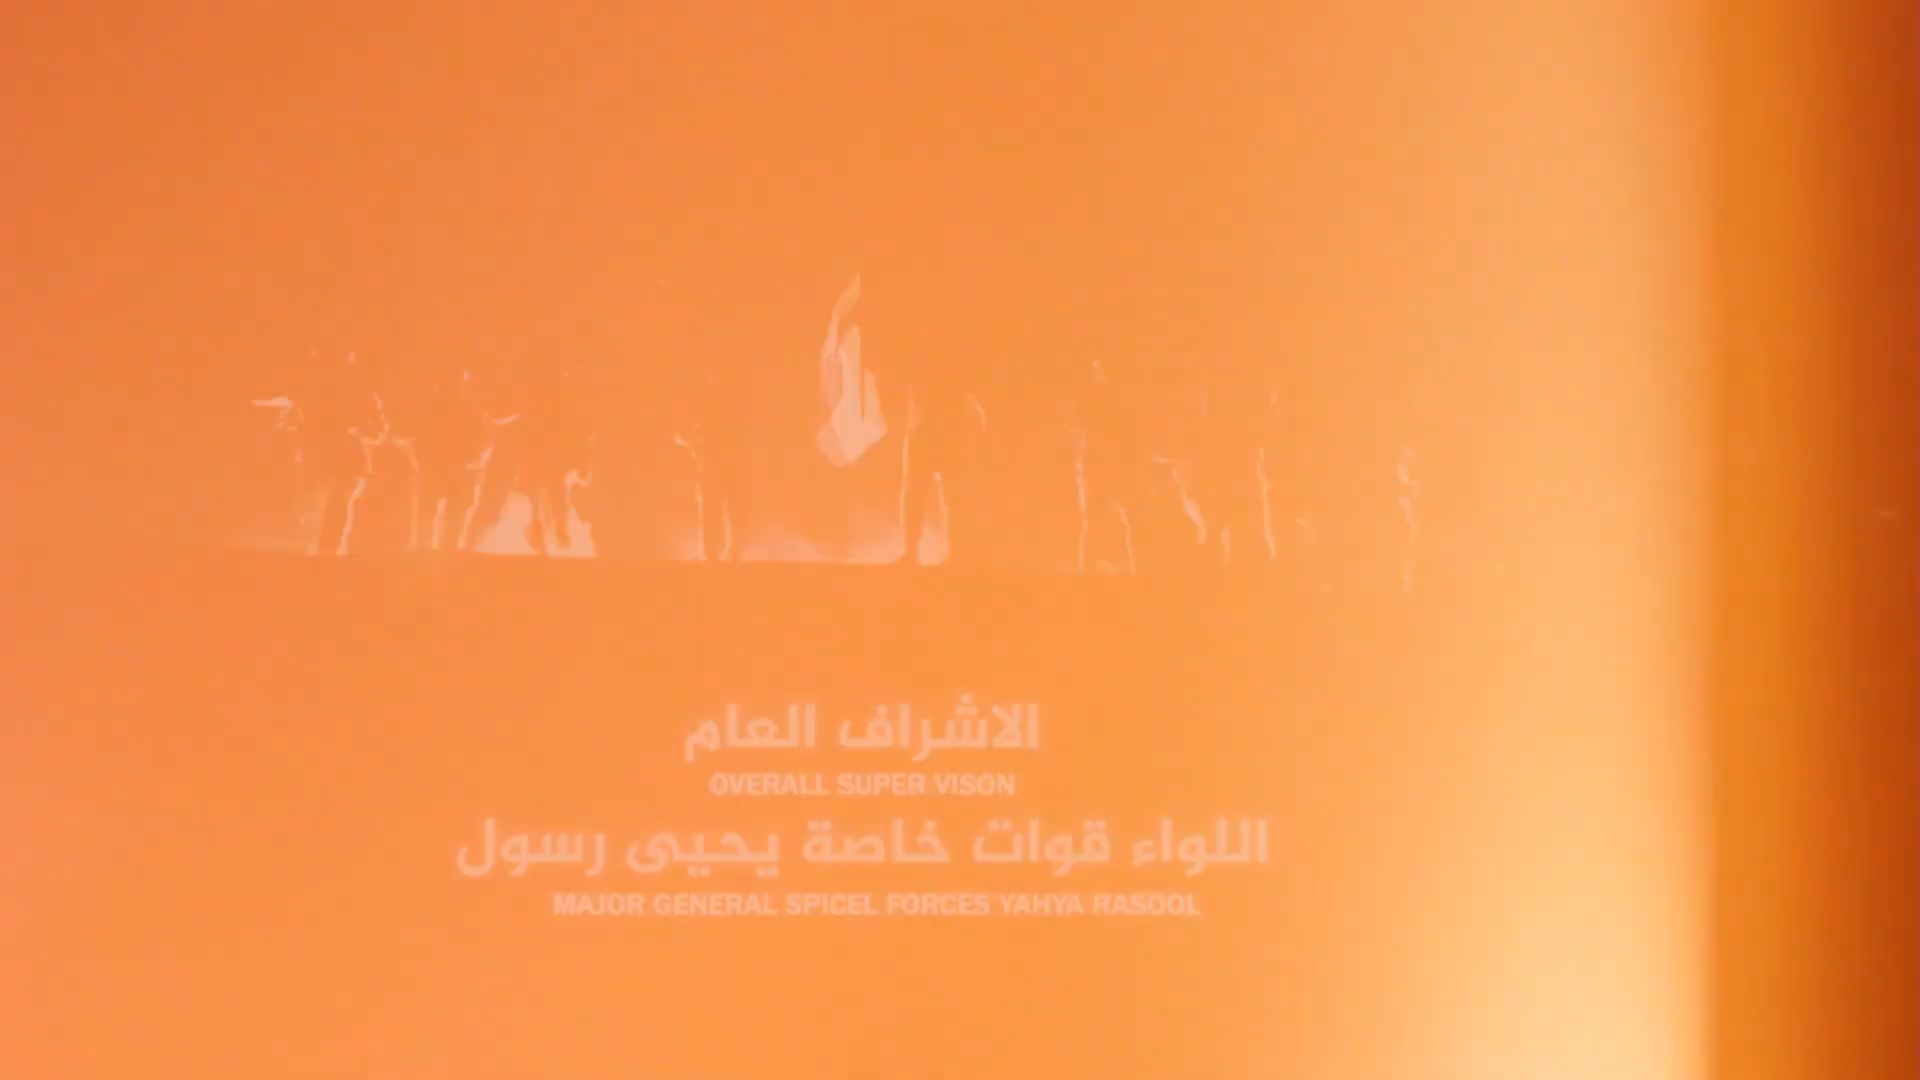 الاشراف العام
OVERALL SUPER VISON
اللواء قوات خاصة يحيى رسول
MAJOR GENERAL SPICEL FORCES YAHYA RASOOL